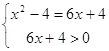 {x² − 4 = 6x + 4
6x + 4 > 0